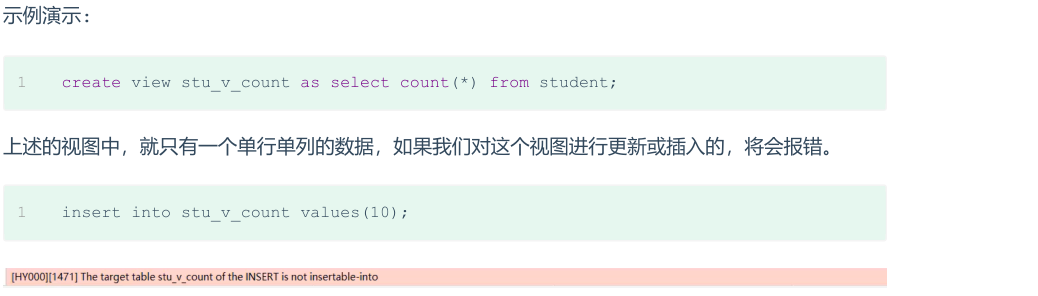 示例演示：
1 create view stu_v_count as select count(*) from student;
上述的视图中，就只有一个单行单列的数据，如果我们对这个视图进行更新或插入的，将会报错。
1 insert into stu_v_count values(10);
[HY000][1471] The target table stu_v_count of the INSERT is not insertable-into